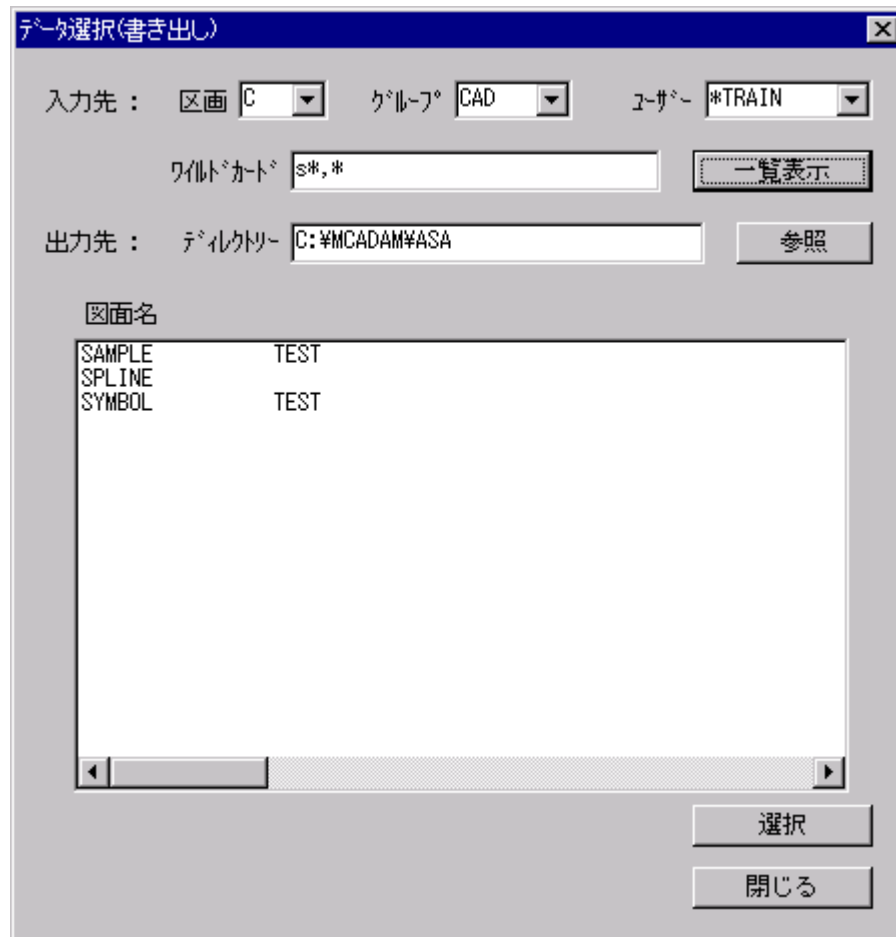 ﾃﾞｰﾀ選択(書き出し)
入力先： 区画 C ｸﾞﾙｰﾌﾟ CAD ﾕｰｻﾞｰ *TRAIN
ﾜｲﾙﾄﾞｶｰﾄﾞ s*,* 一覧表示
出力先： ﾃﾞｨﾚｸﾄﾘｰ C:¥MCADAM¥ASA 参照
図面名
SAMPLE TEST
SPLINE
SYMBOL TEST
選択
閉じる